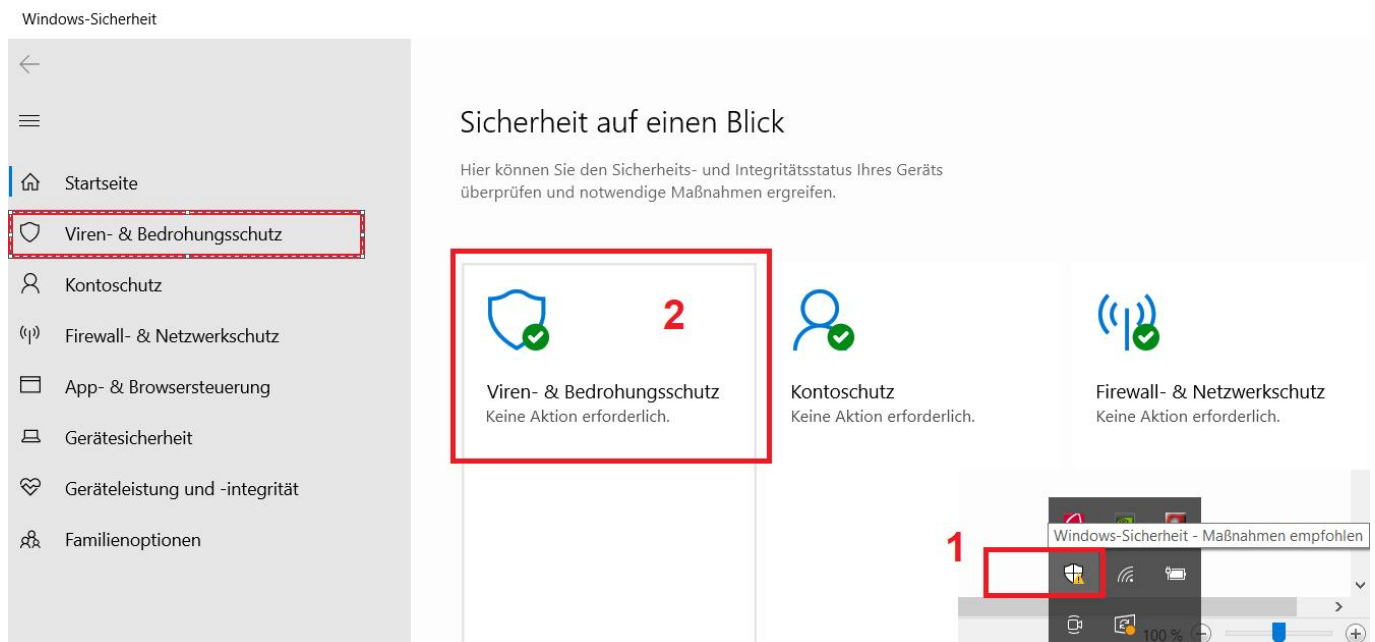 Windows-Sicherheit
Startseite
Viren- & Bedrohungsschutz
Kontoschutz
Firewall- & Netzwerkschutz
App- & Browsersteuerung
Gerätesicherheit
Geräteleistung und -integrität
Familienoptionen
Sicherheit auf einen Blick
Hier können Sie den Sicherheits- und Integritätsstatus Ihres Geräts
überprüfen und notwendige Maßnahmen ergreifen.
2
Viren- & Bedrohungsschutz
Keine Aktion erforderlich.
Kontoschutz
Keine Aktion erforderlich.
Firewall- & Netzwerkschutz
Keine Aktion erforderlich.
1
Windows-Sicherheit - Maßnahmen empfohlen
100 %